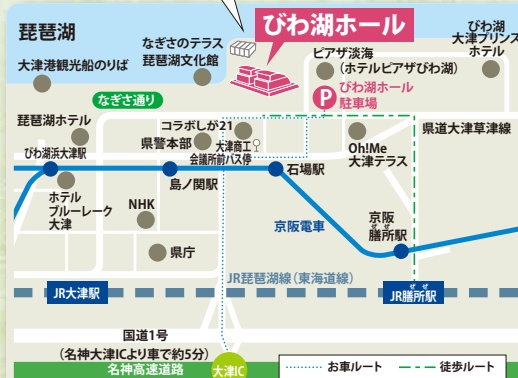 琵琶湖
びわ湖ホール
なぎさのテラス
琵琶湖文化館
大津港観光船のりば
ピアザ淡海
(ホテルピアザびわ湖)
びわ湖
大津プリンス
ホテル
P
びわ湖ホール
駐車場
なぎさ通り
琵琶湖ホテル
コラボしが21
県警本部
大津商工
会議所前バス停
県道大津草津線
Oh!Me
大津テラス
びわ湖浜大津駅
島ノ関駅
石場駅
ホテル
ブルーレーク
大津
NHK
京阪電車
京阪
ぜぜ
膳所駅
県庁
JR琵琶湖線(東海道線)
JR大津駅
ぜぜ
JR膳所駅
国道1号
(名神大津ICより車で約5分)
名神高速道路
大津IC
お車ルート
徒歩ルート